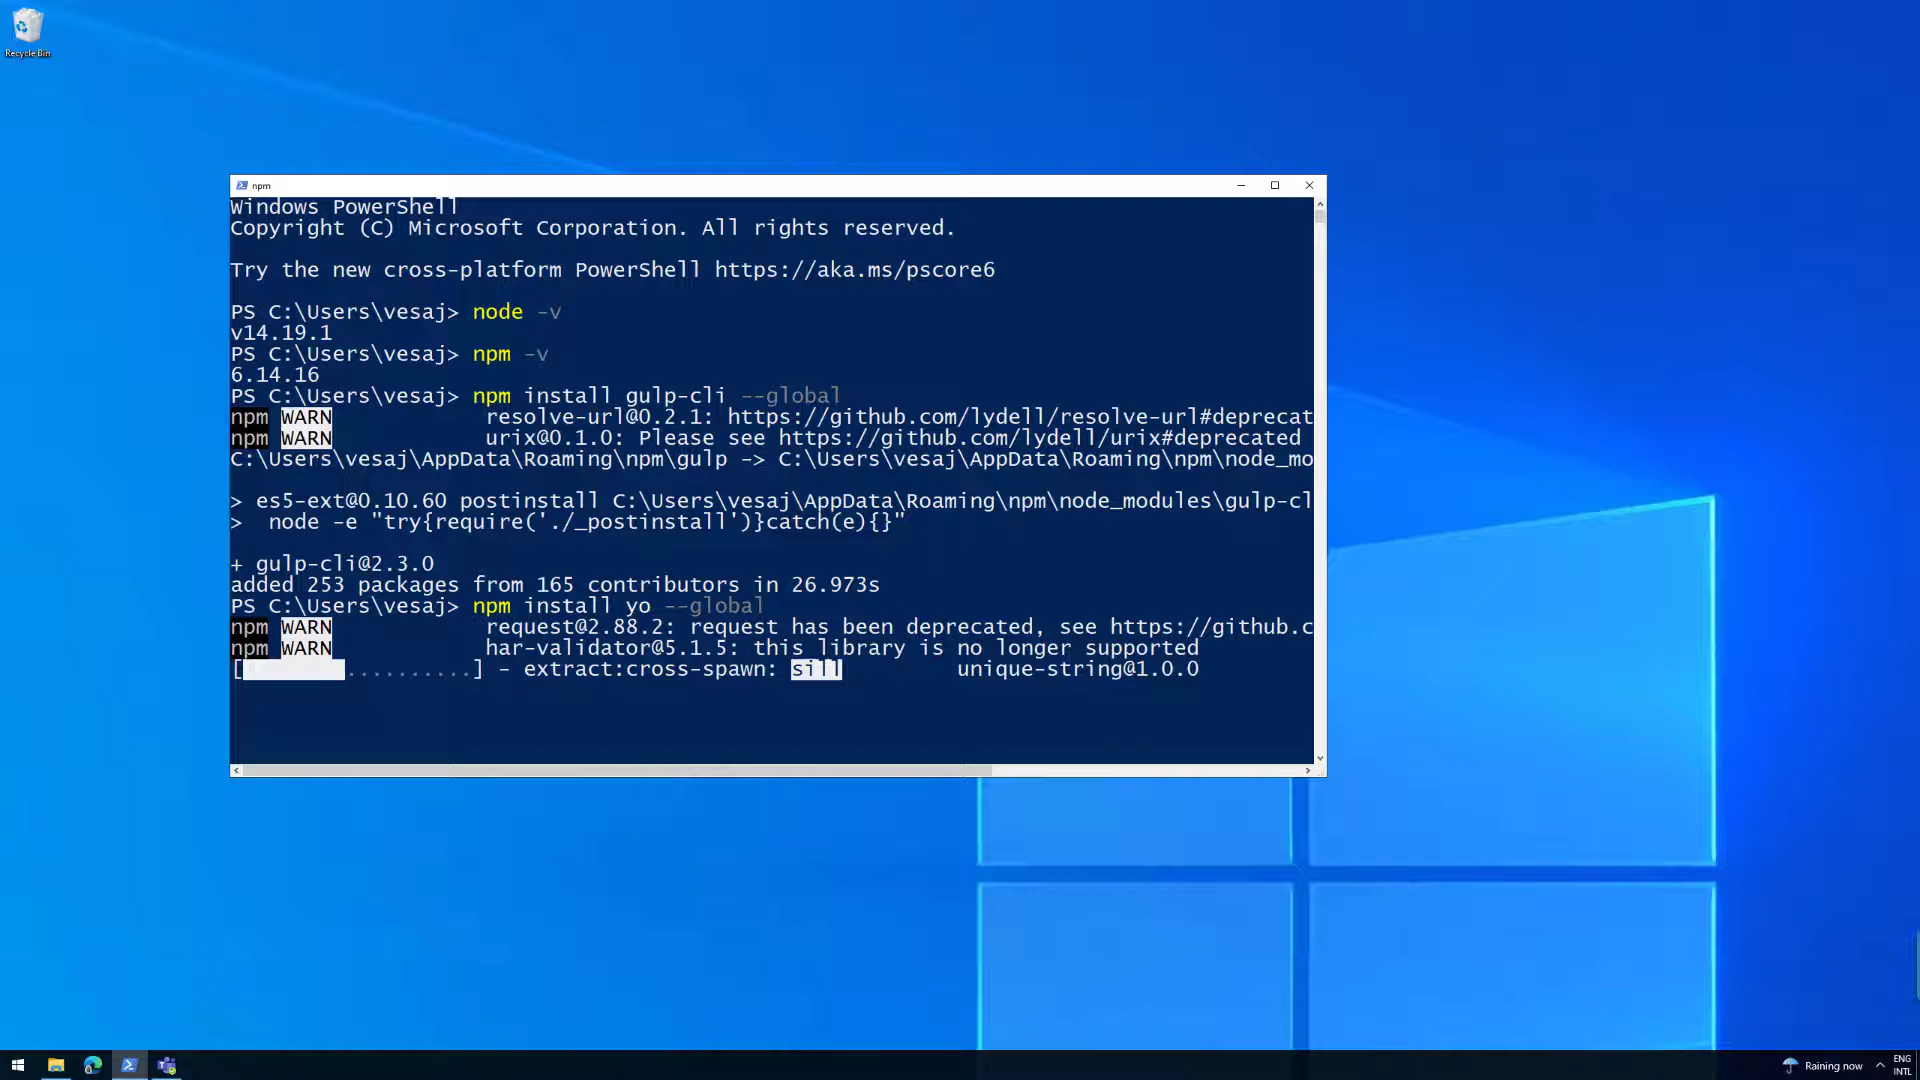 Recycle Bin
npm
Windows PowerShell
Copyright (C) Microsoft Corporation. All rights reserved.
Try the new cross-platform PowerShell https://aka.ms/pscore6
PS C:\Users\vesaj> node -v
v14.19.1
PS C:\Users\vesaj> npm -v
6.14.16
PS C:\Users\vesaj> npm install gulp-cli --global
npm WARN resolve-url@0.2.1: https://github.com/lydell/resolve-url#deprecat
npm WARN urix@0.1.0: Please see https://github.com/lydell/urix#deprecated
C:\Users\vesaj\AppData\Roaming\npm\gulp -> C:\Users\vesaj\AppData\Roaming\npm\node_mo
> es5-ext@0.10.60 postinstall C:\Users\vesaj\AppData\Roaming\npm\node_modules\gulp-cl
>  node -e "try{require('./_postinstall')}catch(e){}"
+ gulp-cli@2.3.0
added 253 packages from 165 contributors in 26.973s
PS C:\Users\vesaj> npm install yo --global
npm WARN request@2.88.2: request has been deprecated, see https://github.c
npm WARN har-validator@5.1.5: this library is no longer supported
[..........] - extract:cross-spawn: sill unique-string@1.0.0
Raining now
ENG
INTL